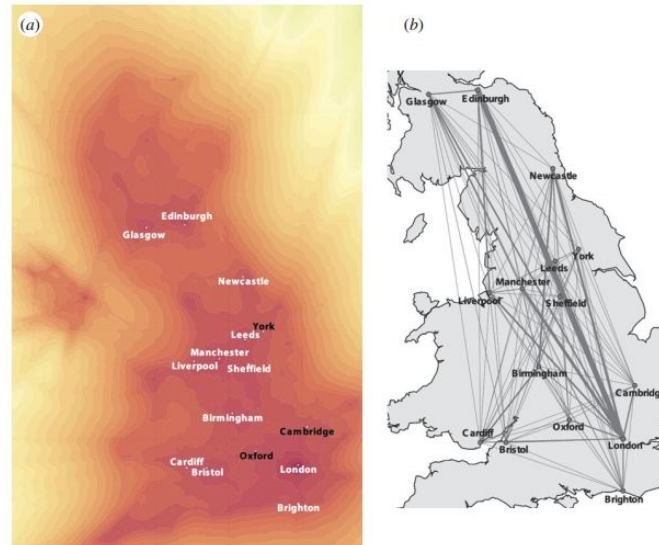 (a)
Edinburgh
Glasgow
Newcastle
York
Leeds
Manchester
Liverpool
Sheffield
Birmingham
Cambridge
Oxford
Cardiff
Bristol
London
Brighton
(b)
Glasgow
Edinburgh
Newcastle
York
Leeds
Manchester
Liverpool
Sheffield
Birmingham
Cambridge
Cardiff
Oxford
Bristol
London
Brighton